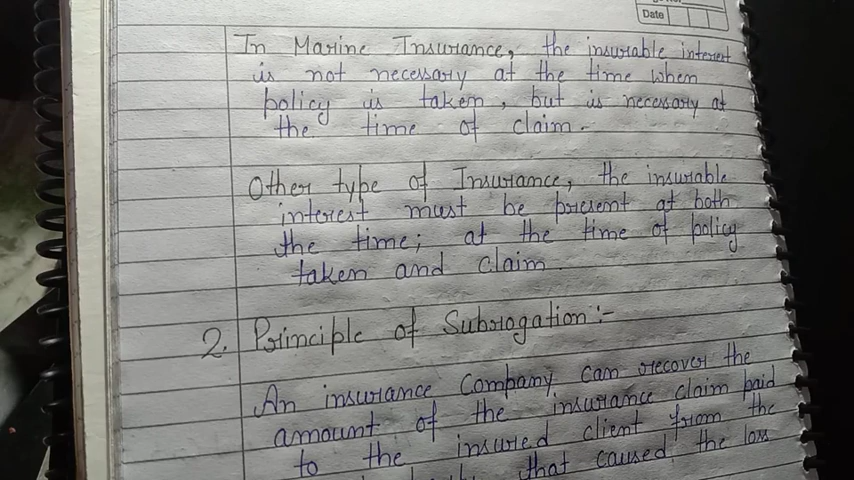 Date
In Marine Insurance, the insurable interest
is not necessary at the time when
policy is taken, but is necessary at
the time of claim.
Other type of Insurance, the insurable
interest must be present at both
the time; at the time of policy
taken and claim.
2. Principle of Subrogation :-
An insurance Company can recover the
amount of the insurance claim paid
to the insured client from the
that caused the loss